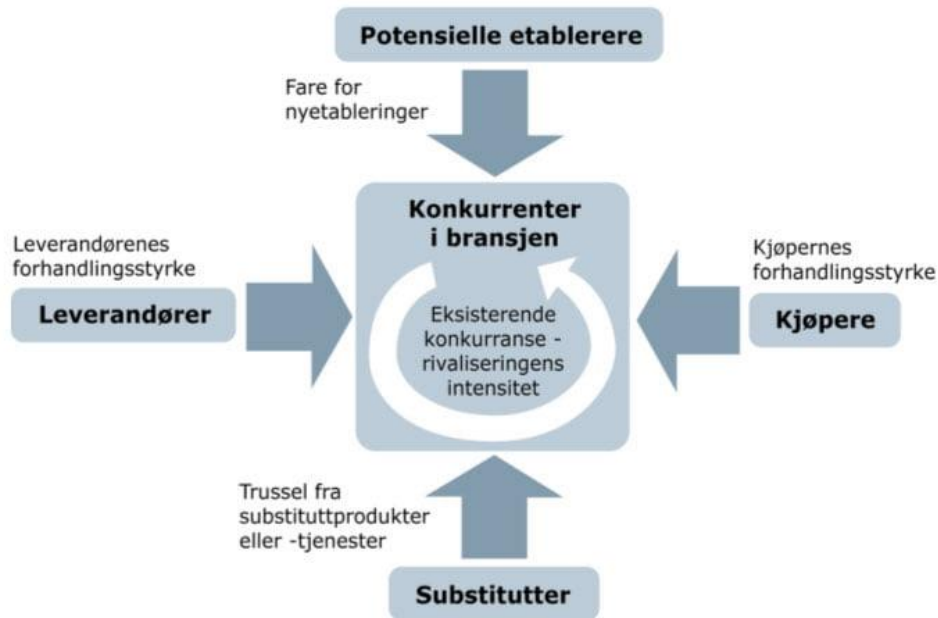 Potensielle etablerere
Fare for
nyetableringer
Konkurrenter
i bransjen
Leverandørenes
forhandlingsstyrke
Leverandører
Eksisterende
konkurranse -
rivaliseringens
intensitet
Kjøpernes
forhandlingsstyrke
Kjøpere
Trussel fra
substituttprodukter
eller -tjenester
Substitutter